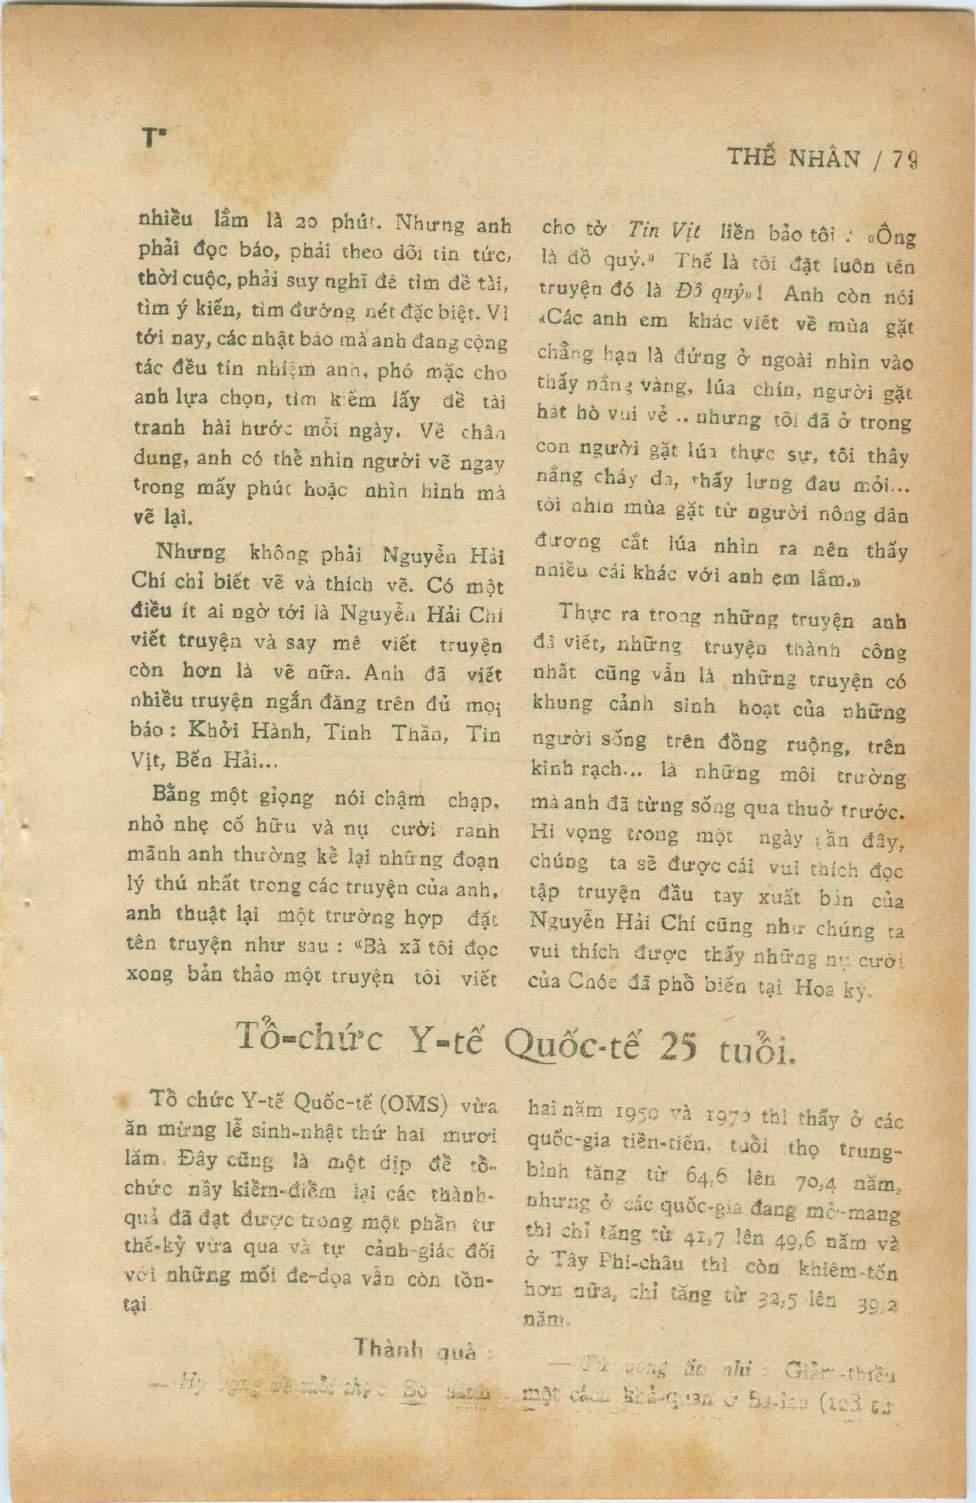 T
THẾ NHÂN / 79
nhiều lắm là 20 phút. Nhưng anh
phải đọc báo, phải theo dõi tin tức,
thời cuộc, phải suy nghĩ để tìm đề tài,
tìm ý kiến, tìm đường nét đặc biệt. Vì
tới nay, các nhật báo mà anh đang cộng
tác đều tín nhiệm anh, phó mặc cho
anh lựa chọn, tìm kiếm lấy đề tài
tranh hài hước mỗi ngày. Về chân
dung, anh có thể nhìn người vẽ ngay
trong mấy phút hoặc nhìn hình mà
vẽ lại.
Nhưng không phải Nguyễn Hải
Chí chỉ biết vẽ và thích vẽ. Có một
điều ít ai ngờ tới là Nguyễn Hải Chí
viết truyện và say mê viết truyện
còn hơn là vẽ nữa. Anh đã viết
nhiều truyện ngắn đăng trên đủ mọi
báo : Khởi Hành, Tinh Thần, Tin
Vịt, Bến Hải...
Bằng một giọng nói chậm chạp,
nhỏ nhẹ cố hữu và nụ cười ranh
mãnh anh thường kể lại những đoạn
lý thú nhất trong các truyện của anh,
anh thuật lại một trường hợp đặt
tên truyện như sau : «Bà xã tôi đọc
xong bản thảo một truyện tôi viết
cho tờ Tin Vịt liền bảo tôi : «Ông
là đồ quỷ.» Thế là tôi đặt luôn tên
truyện đó là Đồ quỷ»! Anh còn nói
«Các anh em khác viết về mùa gặt
chẳng hạn là đứng ở ngoài nhìn vào
thấy nắng vàng, lúa chín, người gặt
hát hò vui vẻ .. nhưng tôi đã ở trong
con người gặt lúa thực sự, tôi thấy
nắng cháy da, thấy lưng đau mỏi...
tôi nhìn mùa gặt từ người nông dân
đương cắt lúa nhìn ra nên thấy
nhiều cái khác với anh em lắm.»
Thực ra trong những truyện anh
đã viết, những truyện thành công
nhất cũng vẫn là những truyện có
khung cảnh sinh hoạt của những
người sống trên đồng ruộng, trên
kinh rạch... là những môi trường
mà anh đã từng sống qua thuở trước.
Hi vọng trong một ngày gần đây,
chúng ta sẽ được cái vui thích đọc
tập truyện đầu tay xuất bản của
Nguyễn Hải Chí cũng như chúng ta
vui thích được thấy những nụ cười
của Chóe đã phổ biến tại Hoa kỳ.
Tổ-chức Y-tế Quốc-tế 25 tuổi.
Tổ chức Y-tế Quốc-tế (OMS) vừa
ăn mừng lễ sinh-nhật thứ hai mươi
lăm. Đây cũng là một dịp để tổ-
chức nầy kiểm-điểm lại các thành-
quả đã đạt được trong một phần tư
thế-kỷ vừa qua và tự cảnh-giác đối
với những mối đe-dọa vẫn còn tồn-
tại
Thành quả :
— Hy vọng về tuổi thọ : So sánh
hai năm 1950 và 1970 thì thấy ở các
quốc-gia tiền-tiến, tuổi thọ trung-
bình tăng từ 64,6 lên 70,4 năm,
nhưng ở các quốc-gia đang mở-mang
thì chỉ tăng từ 41,7 lên 49,6 năm và
ở Tây Phi-châu thì còn khiêm-tốn
hơn nữa, chỉ tăng từ 32,5 lên 39,2
năm.
— Tử vong ấu nhi : Giảm-thiểu
một cách khả-quan ở Ba-lan (108